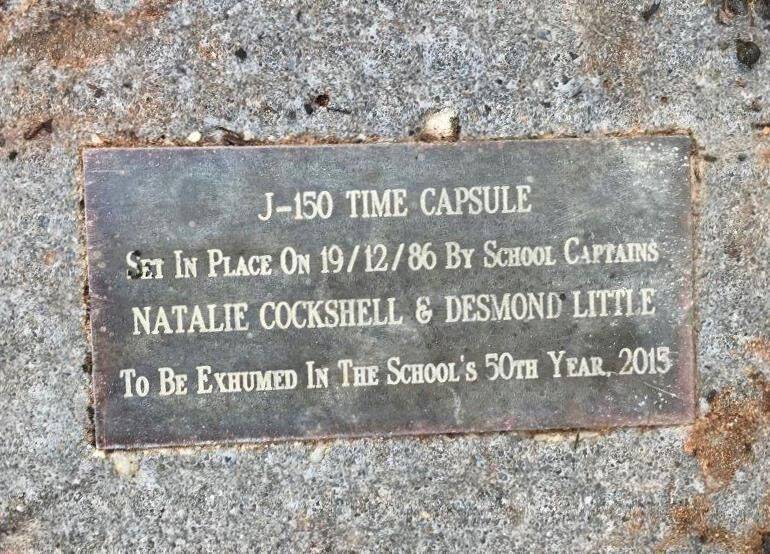 J-150 TIME CAPSULE
SET IN PLACE ON 19/12/86 BY SCHOOL CAPTAINS
NATALIE COCKSHELL & DESMOND LITTLE
TO BE EXHUMED IN THE SCHOOL'S 50TH YEAR, 2015